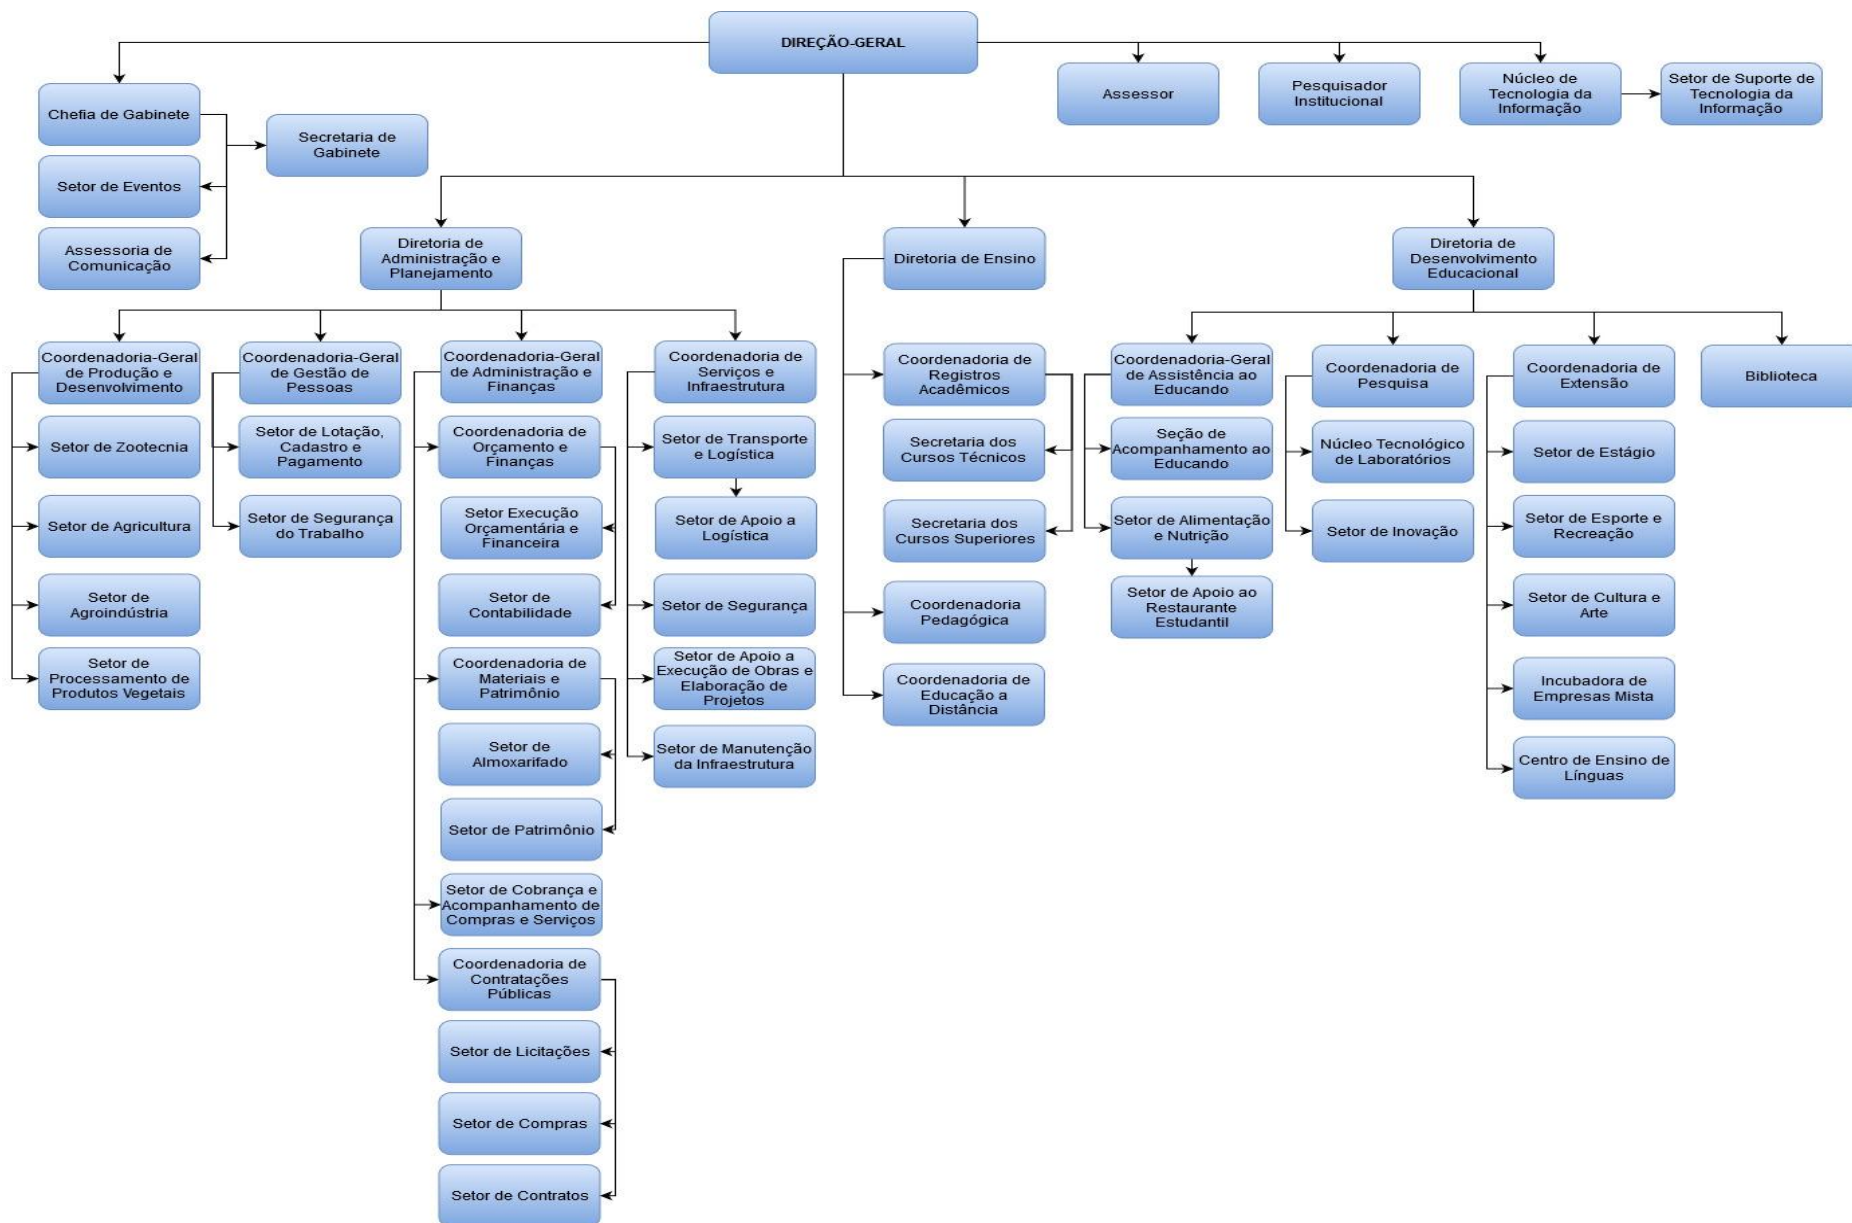 DIREÇÃO-GERAL
Chefia de Gabinete
Secretaria de
Gabinete
Setor de Eventos
Assessoria de
Comunicação
Assessor
Pesquisador
Institucional
Núcleo de
Tecnologia da
Informação
Setor de Suporte de
Tecnologia da
Informação
Diretoria de
Administração e
Planejamento
Diretoria de Ensino
Diretoria de
Desenvolvimento
Educacional
Coordenadoria-Geral
de Produção e
Desenvolvimento
Setor de Zootecnia
Setor de Agricultura
Setor de
Agroindústria
Setor de
Processamento de
Produtos Vegetais
Coordenadoria-Geral
de Gestão de
Pessoas
Setor de Lotação,
Cadastro e
Pagamento
Setor de Segurança
do Trabalho
Coordenadoria-Geral
de Administração e
Finanças
Coordenadoria de
Orçamento e
Finanças
Setor Execução
Orçamentária e
Financeira
Setor de
Contabilidade
Coordenadoria de
Materiais e
Patrimônio
Setor de
Almoxarifado
Setor de Patrimônio
Setor de Cobrança e
Acompanhamento de
Compras e Serviços
Coordenadoria de
Contratações
Públicas
Setor de Licitações
Setor de Compras
Setor de Contratos
Coordenadoria de
Serviços e
Infraestrutura
Setor de Transporte
e Logística
Setor de Apoio a
Logística
Setor de Segurança
Setor de Apoio a
Execução de Obras e
Elaboração de
Projetos
Setor de Manutenção
da Infraestrutura
Coordenadoria de
Registros
Acadêmicos
Secretaria dos
Cursos Técnicos
Secretaria dos
Cursos Superiores
Coordenadoria
Pedagógica
Coordenadoria de
Educação a
Distância
Coordenadoria-Geral
de Assistência ao
Educando
Seção de
Acompanhamento ao
Educando
Setor de Alimentação
e Nutrição
Setor de Apoio ao
Restaurante
Estudantil
Coordenadoria de
Pesquisa
Núcleo Tecnológico
de Laboratórios
Setor de Inovação
Coordenadoria de
Extensão
Setor de Estágio
Setor de Esporte e
Recreação
Setor de Cultura e
Arte
Incubadora de
Empresas Mista
Centro de Ensino de
Línguas
Biblioteca